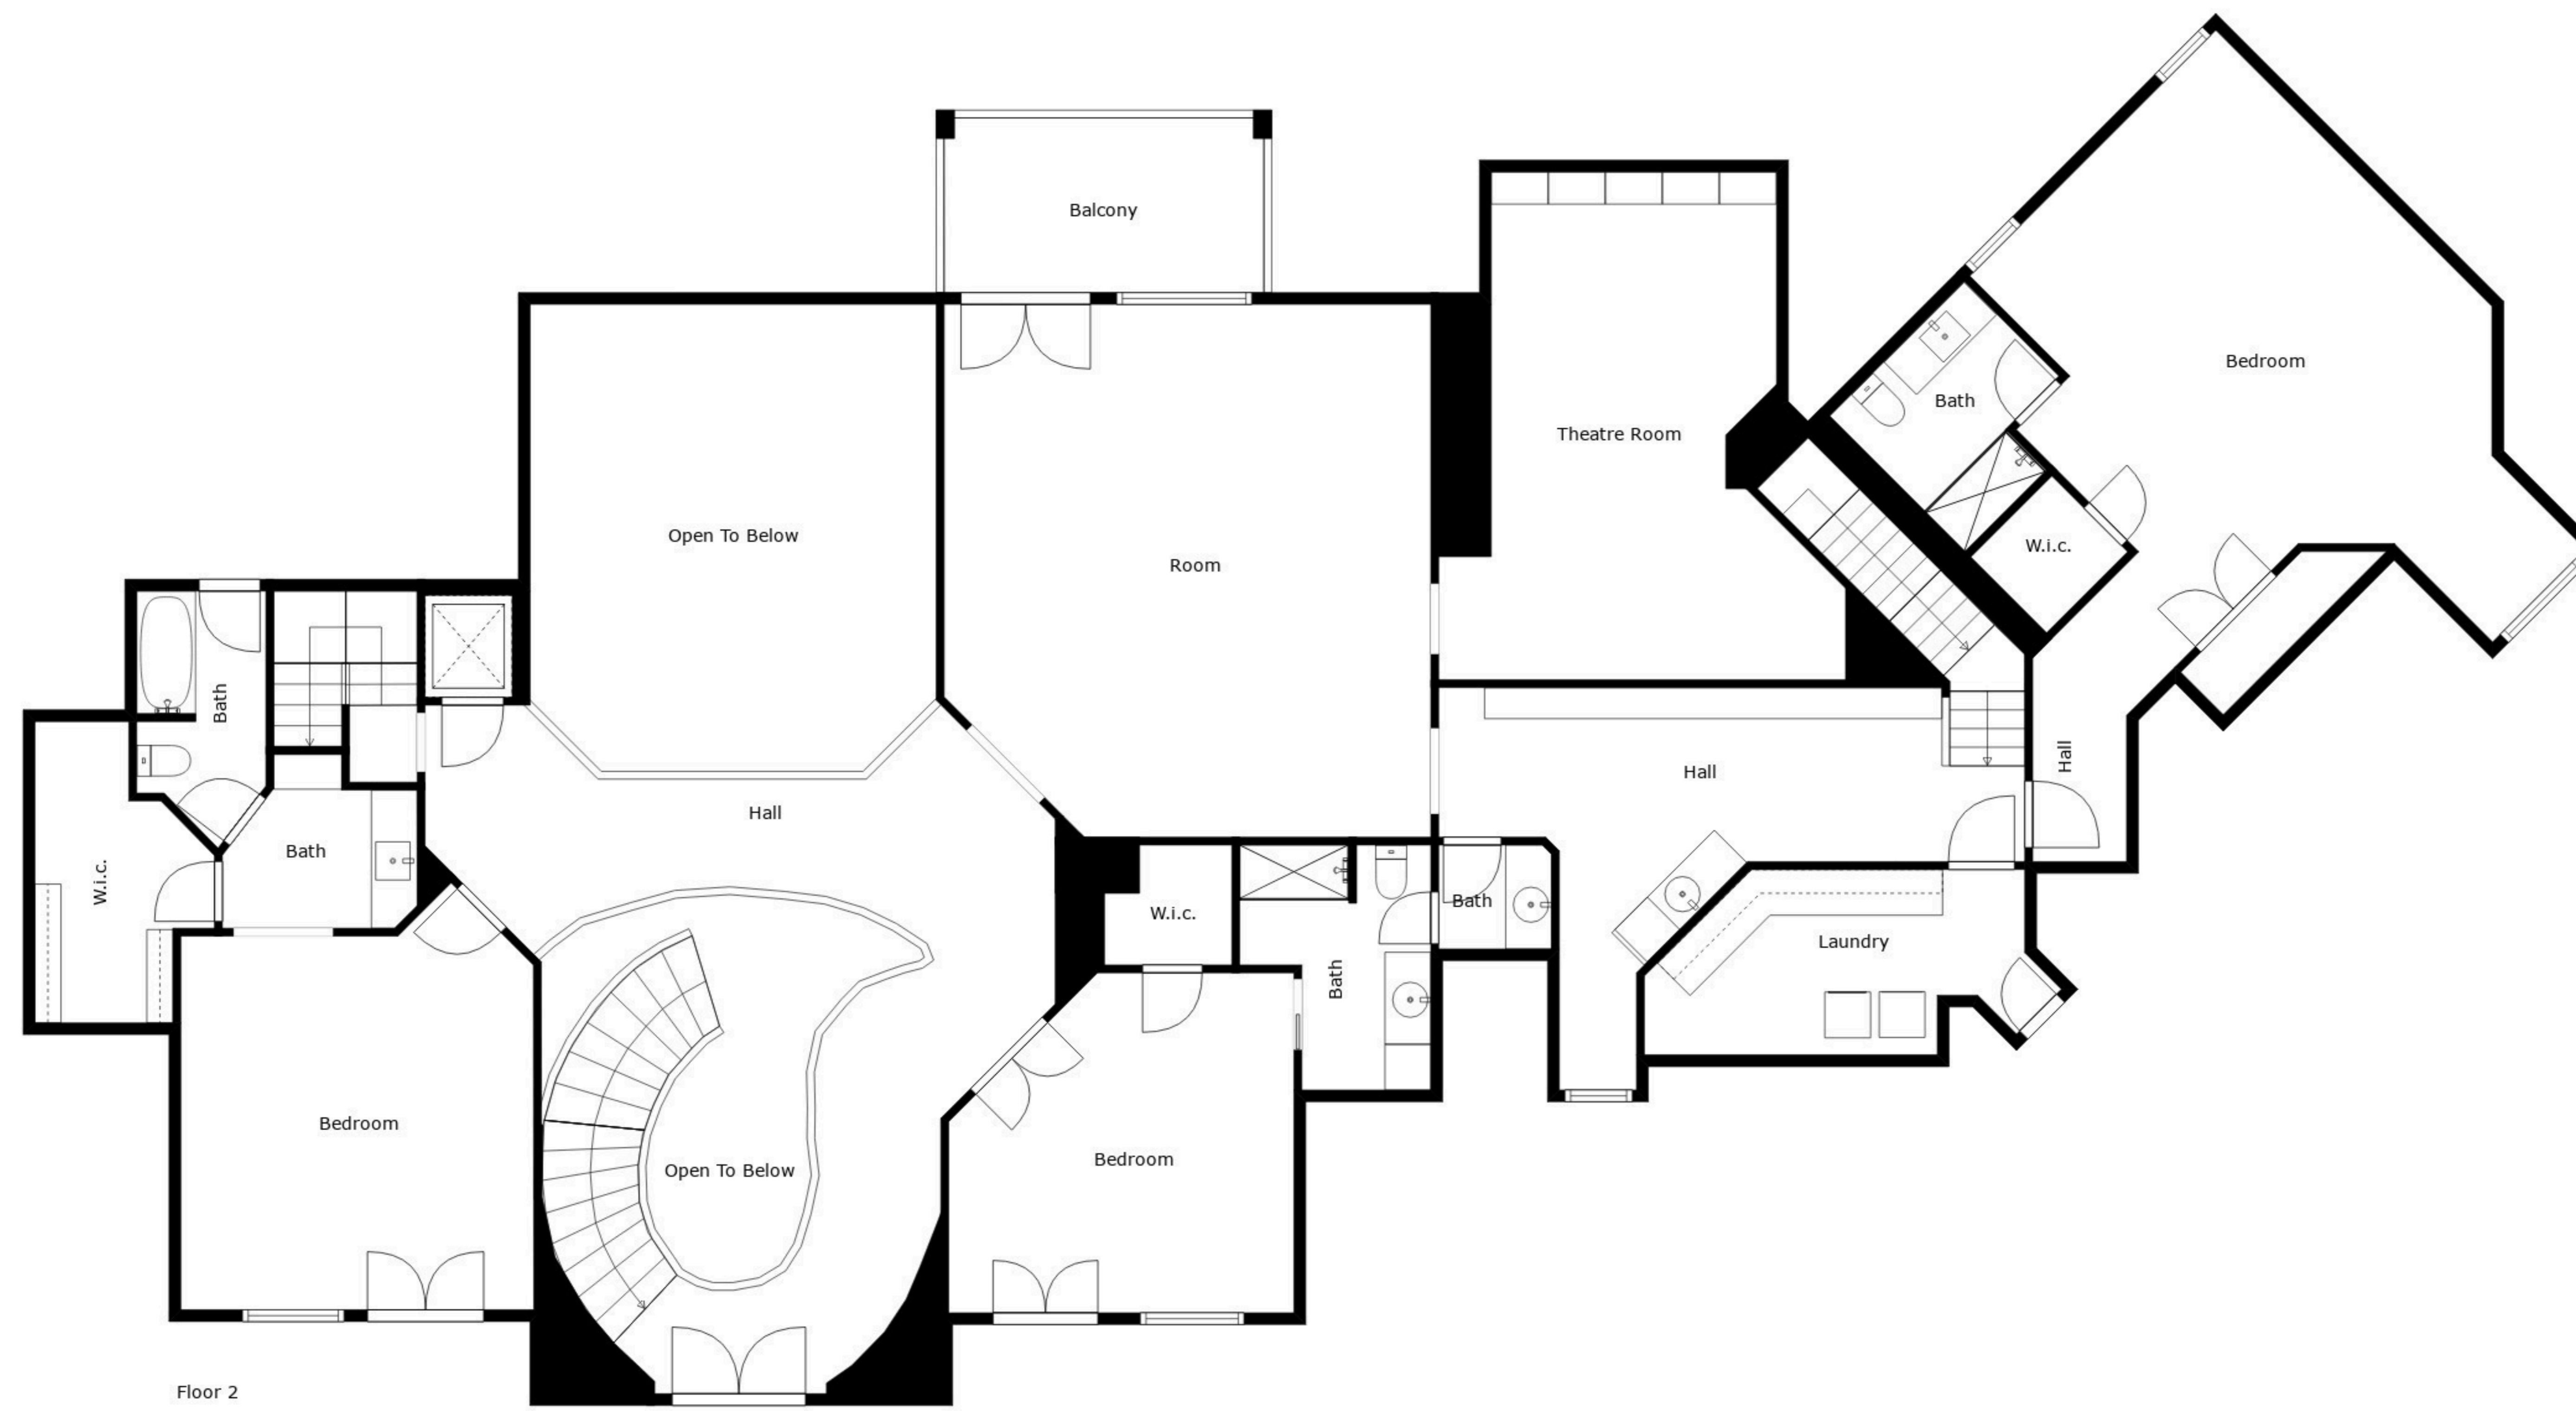 Balcony
Bedroom
Bath
Theatre Room
Open To Below
Room
W.i.c.
Bath
Hall
Hall
Hall
Bath
W.i.c.
Bath
W.i.c.
Laundry
Bath
Bedroom
Bedroom
Open To Below
Floor 2